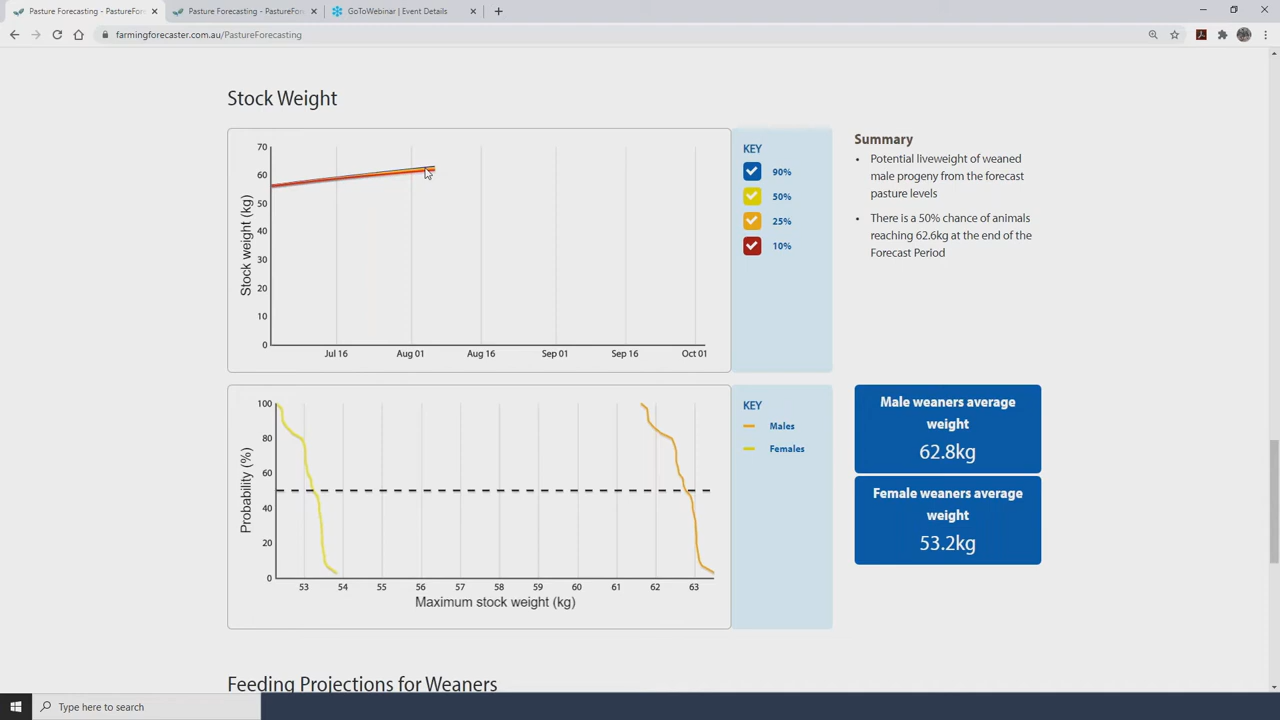 Pasture Forecasting - PastureFor
Pasture Forecasting - PastureFor
GoToWebinar | Event Details
farmingforecaster.com.au/PastureForecasting
Stock Weight
70
60
50
40
30
20
10
0
Stock weight (kg)
Jul 16
Aug 01
Aug 16
Sep 01
Sep 16
Oct 01
KEY
90%
50%
25%
10%
Summary
• Potential liveweight of weaned
male progeny from the forecast
pasture levels
• There is a 50% chance of animals
reaching 62.6kg at the end of the
Forecast Period
100
80
60
40
20
0
Probability (%)
53
54
55
56
57
58
59
60
61
62
63
Maximum stock weight (kg)
KEY
Males
Females
Male weaners average
weight
62.8kg
Female weaners average
weight
53.2kg
Feeding Projections for Weaners
Type here to search